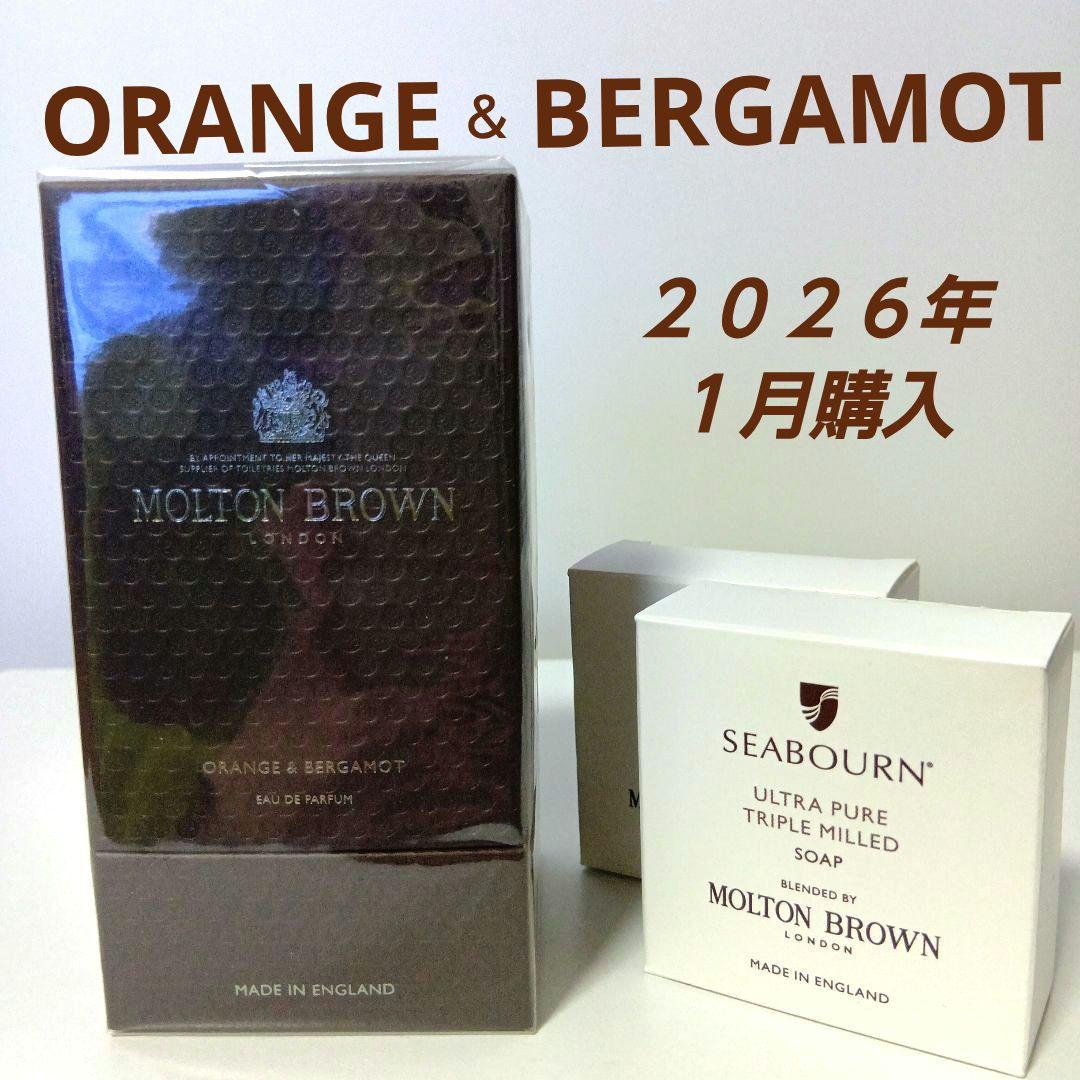 ORANGE & BERGAMOT
２０２６年
１月購入
BY APPOINTMENT TO HER MAJESTY THE QUEEN
SUPPLIER OF TOILETRIES MOLTON BROWN LONDON
MOLTON BROWN
LONDON
ORANGE & BERGAMOT
EAU DE PARFUM
MADE IN ENGLAND
SEABOURN®
ULTRA PURE
TRIPLE MILLED
SOAP
BLENDED BY
MOLTON BROWN
LONDON
MADE IN ENGLAND
M